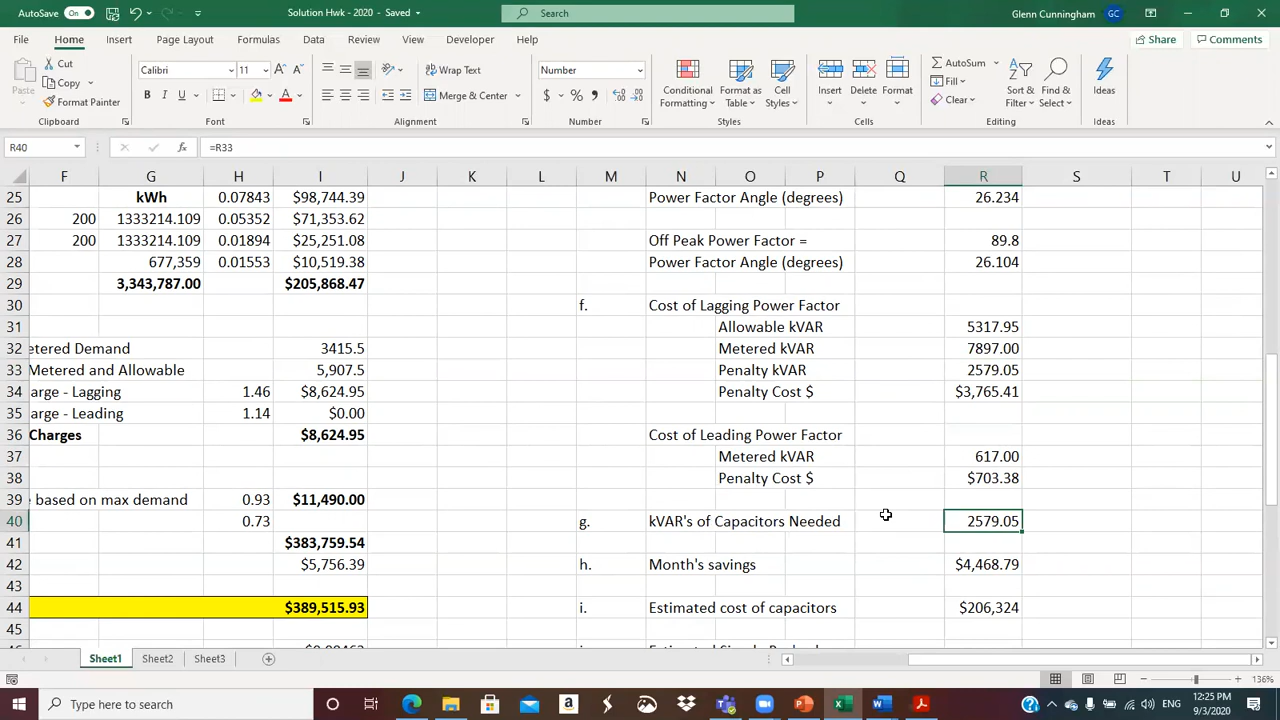 AutoSave On Solution Hwk - 2020 - Saved Search Glenn Cunningham GC
File Home Insert Page Layout Formulas Data Review View Developer Help Share Comments
Paste Cut Copy Format Painter Calibri 11 Wrap Text Merge & Center Number Conditional Formatting Format as Table Cell Styles Insert Delete Format AutoSum Fill Clear Sort & Filter Find & Select Ideas
Clipboard Font Alignment Number Styles Cells Editing Ideas
R40 =R33
F G H I J K L M N O P Q R S T U
25 kWh 0.07843 $98,744.39 Power Factor Angle (degrees) 26.234
26 200 1333214.109 0.05352 $71,353.62
27 200 1333214.109 0.01894 $25,251.08 Off Peak Power Factor = 89.8
28 677,359 0.01553 $10,519.38 Power Factor Angle (degrees) 26.104
29 3,343,787.00 $205,868.47
30 f. Cost of Lagging Power Factor
31 Allowable kVAR 5317.95
32 etered Demand 3415.5 Metered kVAR 7897.00
33 Metered and Allowable 5,907.5 Penalty kVAR 2579.05
34 arge - Lagging 1.46 $8,624.95 Penalty Cost $ $3,765.41
35 arge - Leading 1.14 $0.00
36 Charges $8,624.95 Cost of Leading Power Factor
37 Metered kVAR 617.00
38 Penalty Cost $ $703.38
39 e based on max demand 0.93 $11,490.00
40 0.73 g. kVAR's of Capacitors Needed 2579.05
41 $383,759.54
42 $5,756.39 h. Month's savings $4,468.79
43
44 $389,515.93 i. Estimated cost of capacitors $206,324
45
Sheet1 Sheet2 Sheet3
136%
Type here to search 12:25 PM
9/3/2020